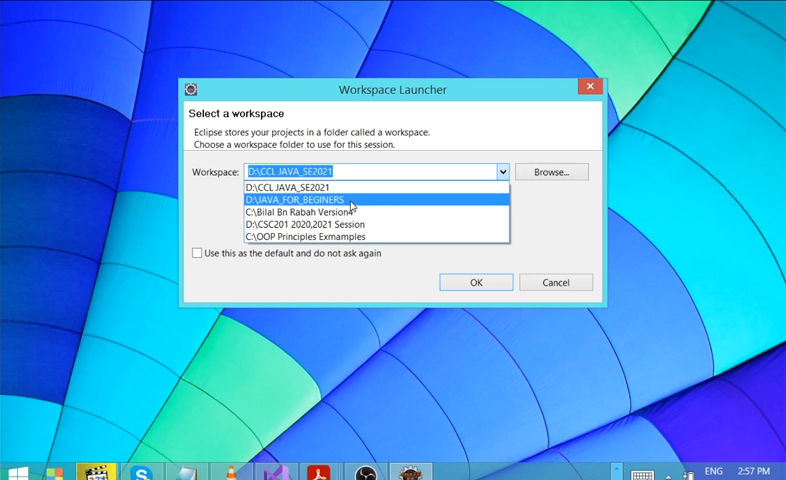 Workspace Launcher
Select a workspace
Eclipse stores your projects in a folder called a workspace.
Choose a workspace folder to use for this session.
Workspace: D:\CCL JAVA_SE2021 Browse...
D:\CCL JAVA_SE2021
D:\JAVA_FOR_BEGINERS
C:\Bilal Bn Rabah Version4
D:\CSC201 2020,2021 Session
C:\OOP Principles Exmamples
Use this as the default and do not ask again
OK Cancel
ENG 2:57 PM